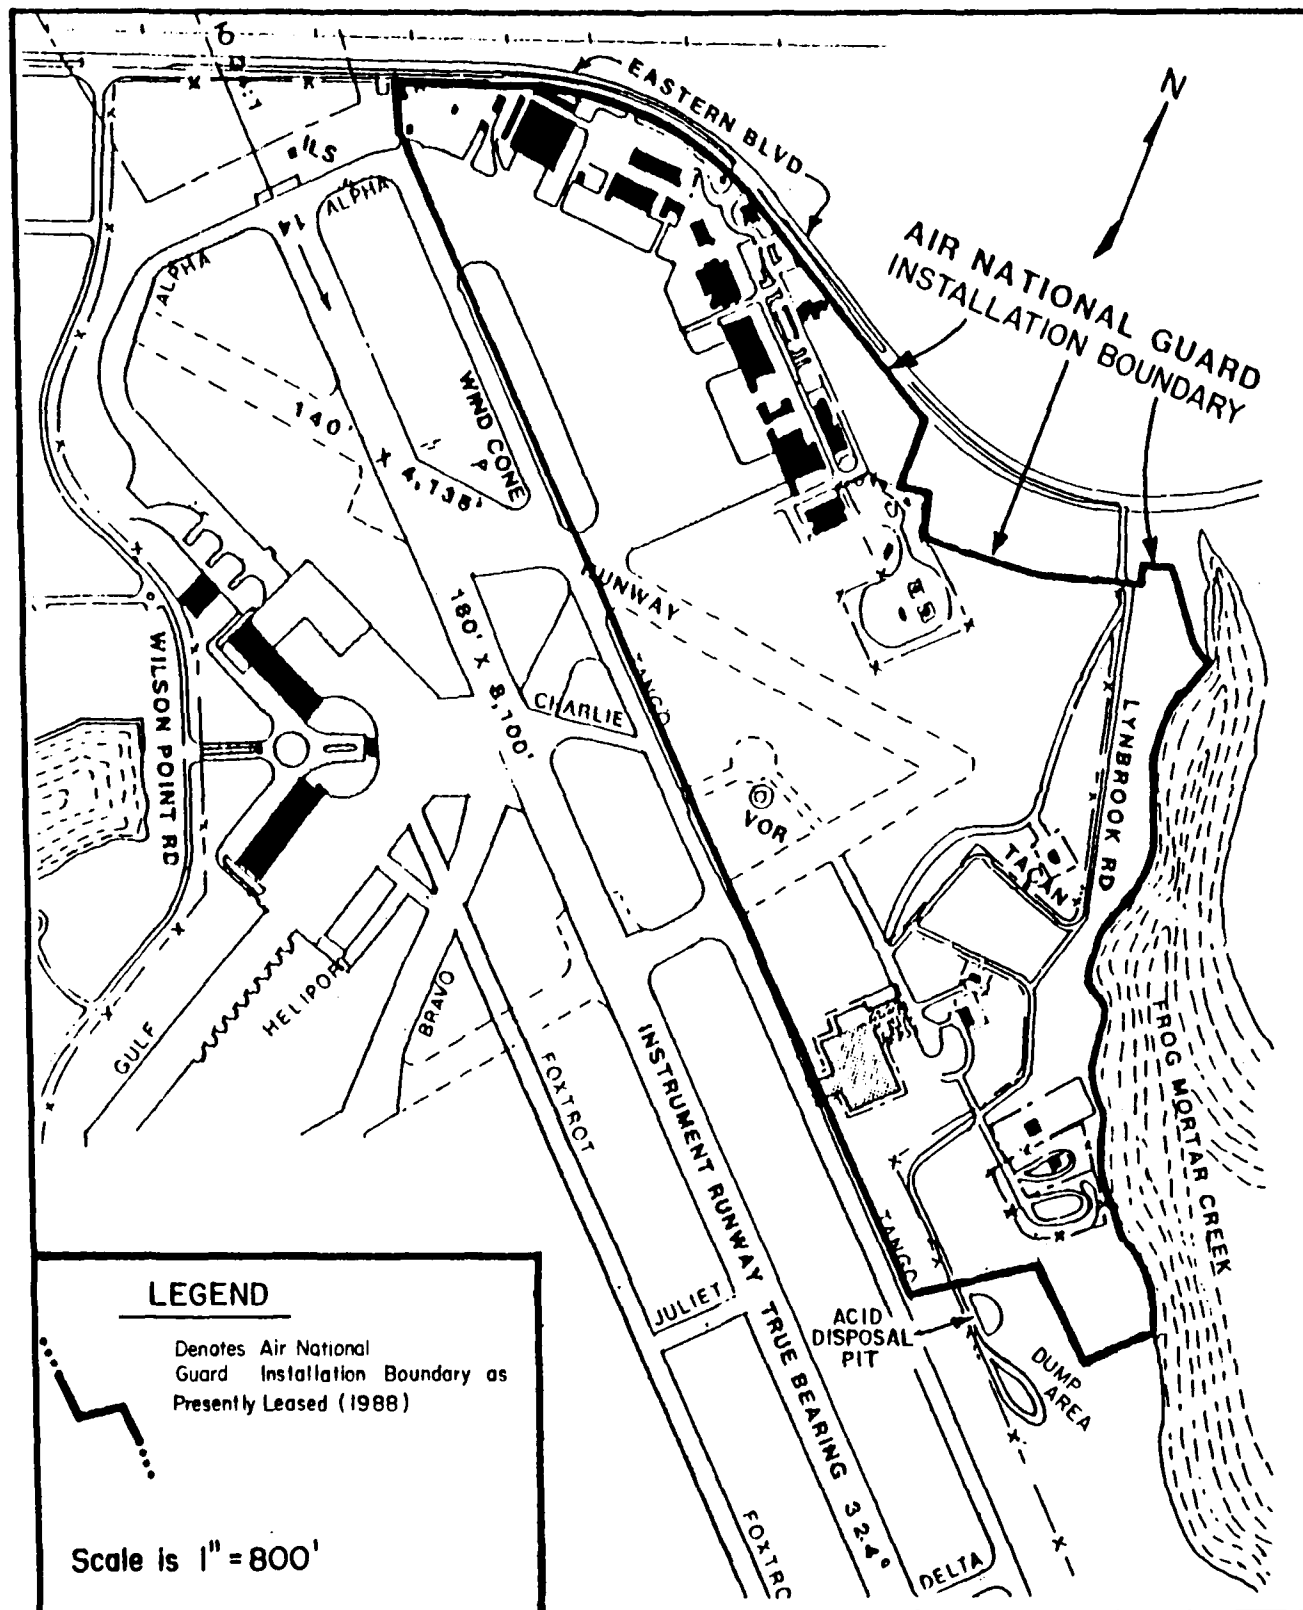 EASTERN BLVD
N
ILS
ALPHA
14
ALPHA
AIR NATIONAL GUARD
INSTALLATION BOUNDARY
WIND CONE
140' X 4,735'
RUNWAY
180' X 8,100'
TANGO
CHARLIE
WILSON POINT RD
VOR
LYNBROOK RD
TACAN
HELIPORT
BRAVO
GULF
FOXTROT
INSTRUMENT RUNWAY TRUE BEARING 324°
FROG MORTAR CREEK
TANGO
JULIET
ACID
DISPOSAL
PIT
DUMP
AREA
FOXTRO
DELTA
LEGEND
Denotes Air National
Guard Installation Boundary as
Presently Leased (1988)
Scale is 1" = 800'